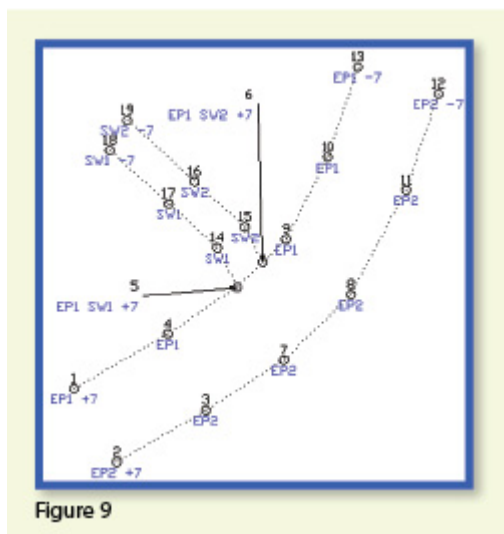 13
EP1 -7
12
EP2 -7
6
EP1 SW2 +7
19
SW2 -7
18
SW1 -7
10
EP1
16
SW2
11
EP2
17
SW1
15
SW2
9
EP1
14
SW1
5
EP1 SW1 +7
8
EP2
4
EP1
7
EP2
1
EP1 +7
3
EP2
2
EP2 +7
Figure 9